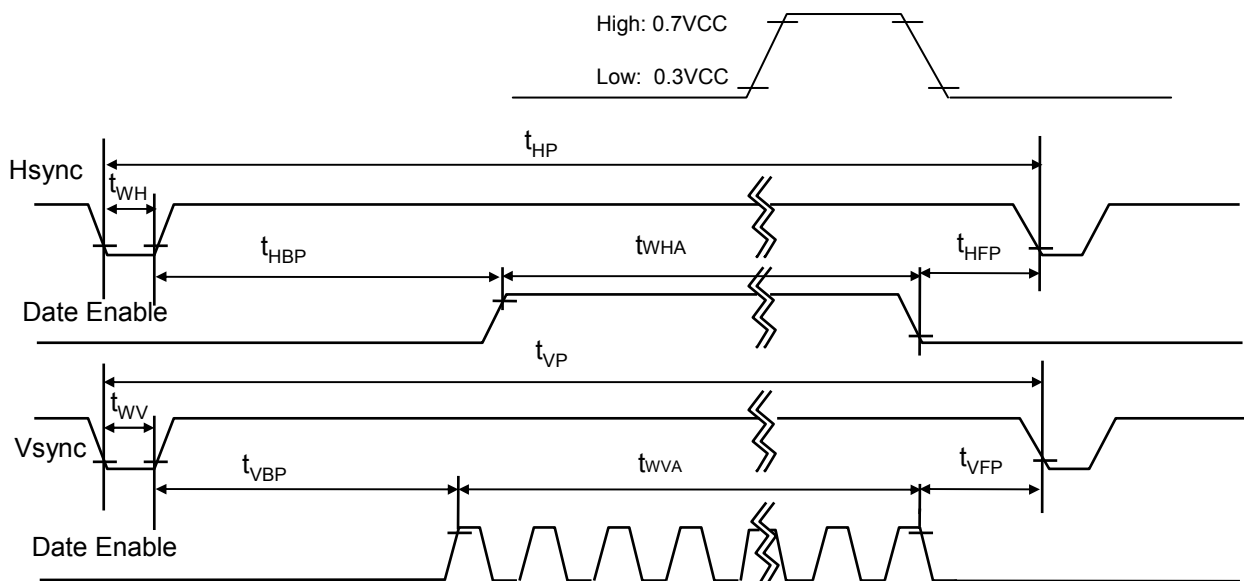 High: 0.7VCC
Low: 0.3VCC
tHP
Hsync
tWH
tHBP
tWHA
tHFP
Date Enable
tVP
tWV
Vsync
tVBP
tWVA
tVFP
Date Enable